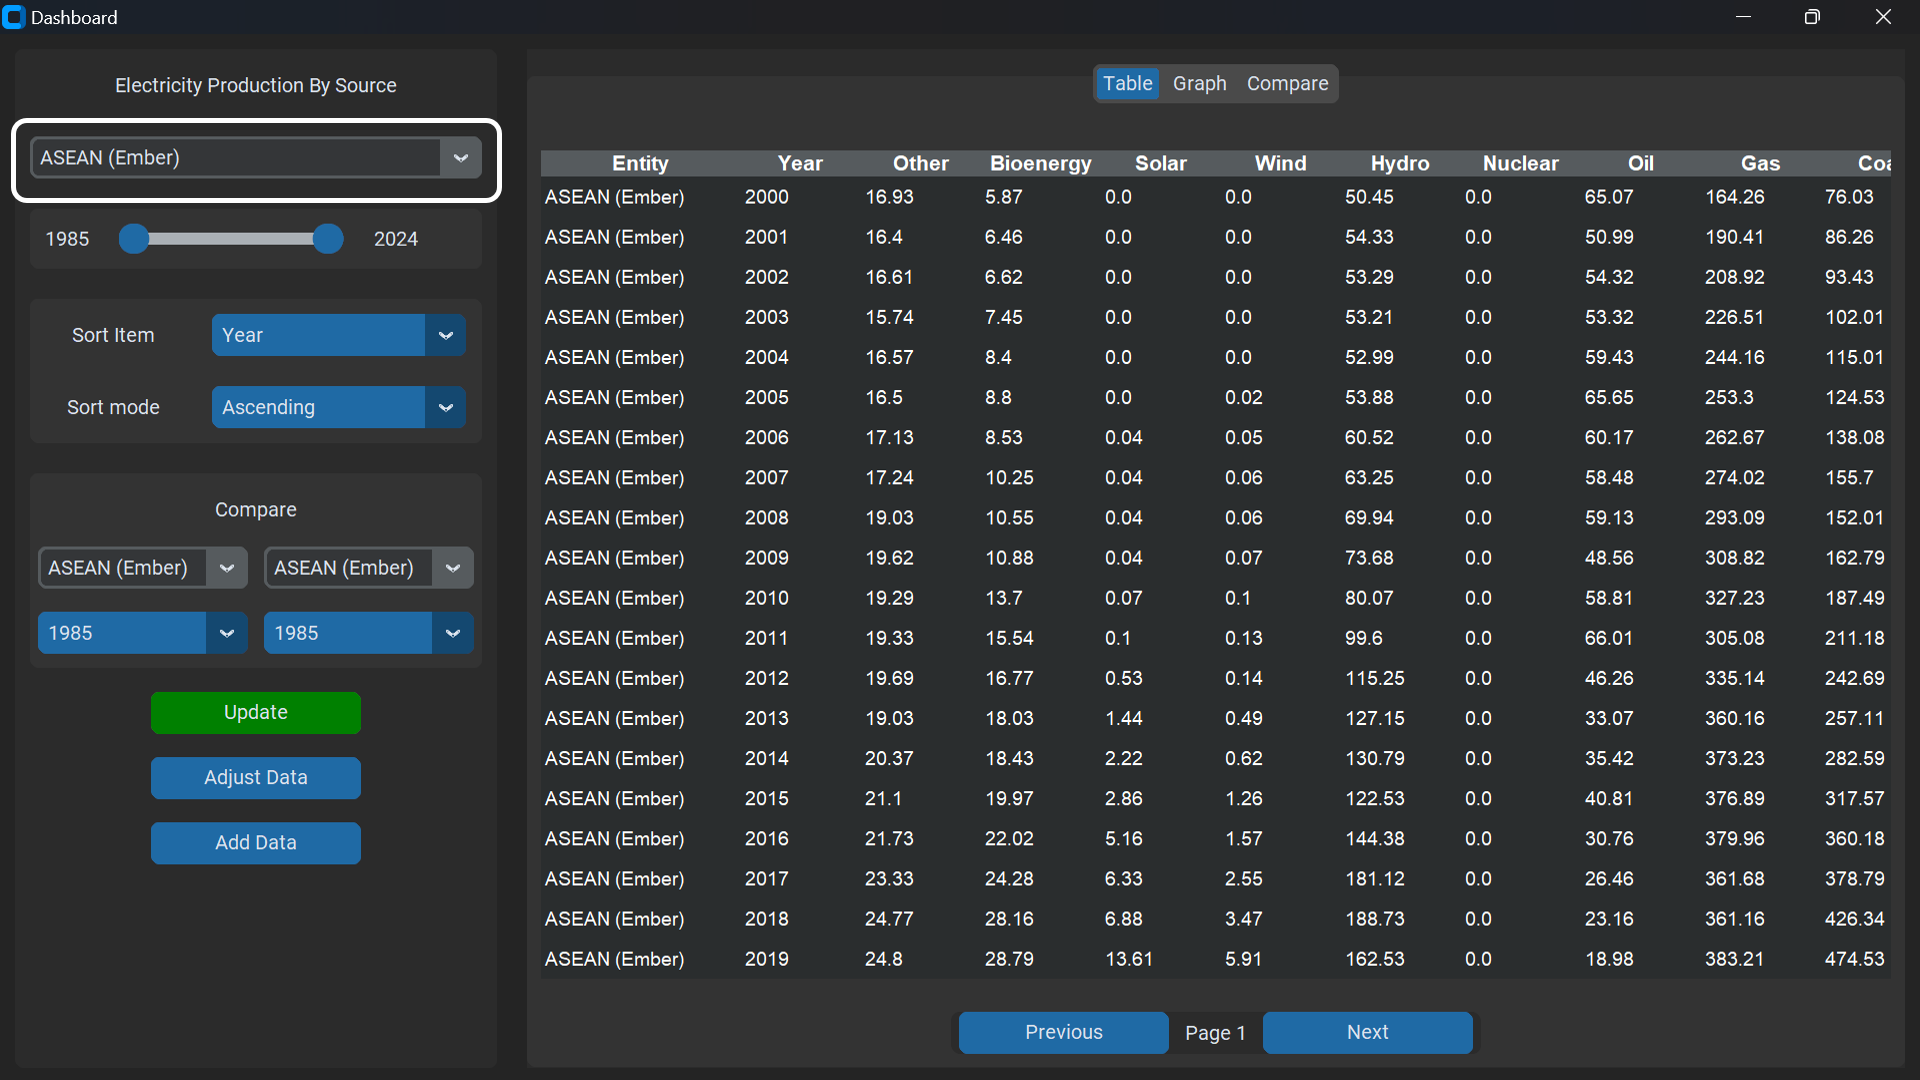 Dashboard
Electricity Production By Source
ASEAN (Ember)
1985 2024
Sort Item Year
Sort mode Ascending
Compare
ASEAN (Ember) ASEAN (Ember)
1985 1985
Update
Adjust Data
Add Data
Table Graph Compare
Entity Year Other Bioenergy Solar Wind Hydro Nuclear Oil Gas Coa
ASEAN (Ember) 2000 16.93 5.87 0.0 0.0 50.45 0.0 65.07 164.26 76.03
ASEAN (Ember) 2001 16.4 6.46 0.0 0.0 54.33 0.0 50.99 190.41 86.26
ASEAN (Ember) 2002 16.61 6.62 0.0 0.0 53.29 0.0 54.32 208.92 93.43
ASEAN (Ember) 2003 15.74 7.45 0.0 0.0 53.21 0.0 53.32 226.51 102.01
ASEAN (Ember) 2004 16.57 8.4 0.0 0.0 52.99 0.0 59.43 244.16 115.01
ASEAN (Ember) 2005 16.5 8.8 0.0 0.02 53.88 0.0 65.65 253.3 124.53
ASEAN (Ember) 2006 17.13 8.53 0.04 0.05 60.52 0.0 60.17 262.67 138.08
ASEAN (Ember) 2007 17.24 10.25 0.04 0.06 63.25 0.0 58.48 274.02 155.7
ASEAN (Ember) 2008 19.03 10.55 0.04 0.06 69.94 0.0 59.13 293.09 152.01
ASEAN (Ember) 2009 19.62 10.88 0.04 0.07 73.68 0.0 48.56 308.82 162.79
ASEAN (Ember) 2010 19.29 13.7 0.07 0.1 80.07 0.0 58.81 327.23 187.49
ASEAN (Ember) 2011 19.33 15.54 0.1 0.13 99.6 0.0 66.01 305.08 211.18
ASEAN (Ember) 2012 19.69 16.77 0.53 0.14 115.25 0.0 46.26 335.14 242.69
ASEAN (Ember) 2013 19.03 18.03 1.44 0.49 127.15 0.0 33.07 360.16 257.11
ASEAN (Ember) 2014 20.37 18.43 2.22 0.62 130.79 0.0 35.42 373.23 282.59
ASEAN (Ember) 2015 21.1 19.97 2.86 1.26 122.53 0.0 40.81 376.89 317.57
ASEAN (Ember) 2016 21.73 22.02 5.16 1.57 144.38 0.0 30.76 379.96 360.18
ASEAN (Ember) 2017 23.33 24.28 6.33 2.55 181.12 0.0 26.46 361.68 378.79
ASEAN (Ember) 2018 24.77 28.16 6.88 3.47 188.73 0.0 23.16 361.16 426.34
ASEAN (Ember) 2019 24.8 28.79 13.61 5.91 162.53 0.0 18.98 383.21 474.53
Previous Page 1 Next